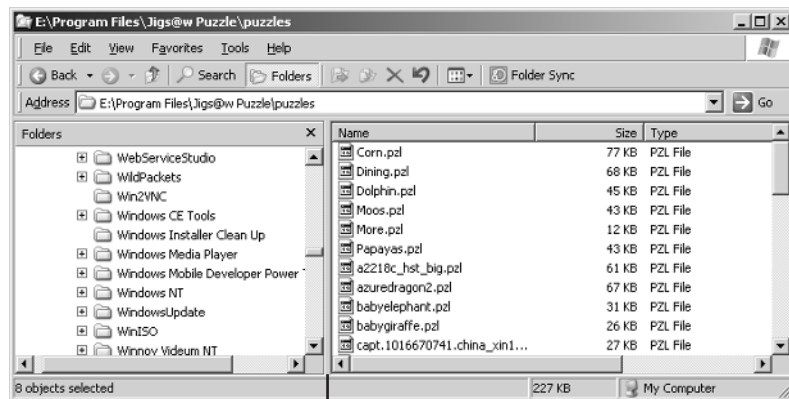 E:\Program Files\Jigs@w Puzzle\puzzles
File Edit View Favorites Tools Help
Back Search Folders Folder Sync
Address E:\Program Files\Jigs@w Puzzle\puzzles Go
Folders x
WebServiceStudio
WildPackets
Win2VNC
Windows CE Tools
Windows Installer Clean Up
Windows Media Player
Windows Mobile Developer Power
Windows NT
WindowsUpdate
WinISO
Winnov Videum NT
Name Size Type
Corn.pzl 77 KB PZL File
Dining.pzl 68 KB PZL File
Dolphin.pzl 45 KB PZL File
Moos.pzl 43 KB PZL File
More.pzl 12 KB PZL File
Papayas.pzl 43 KB PZL File
a2218c_hst_big.pzl 61 KB PZL File
azuredragon2.pzl 67 KB PZL File
babyelephant.pzl 31 KB PZL File
babygiraffe.pzl 26 KB PZL File
capt.1016670741.china_xin1... 27 KB PZL File
8 objects selected 227 KB My Computer